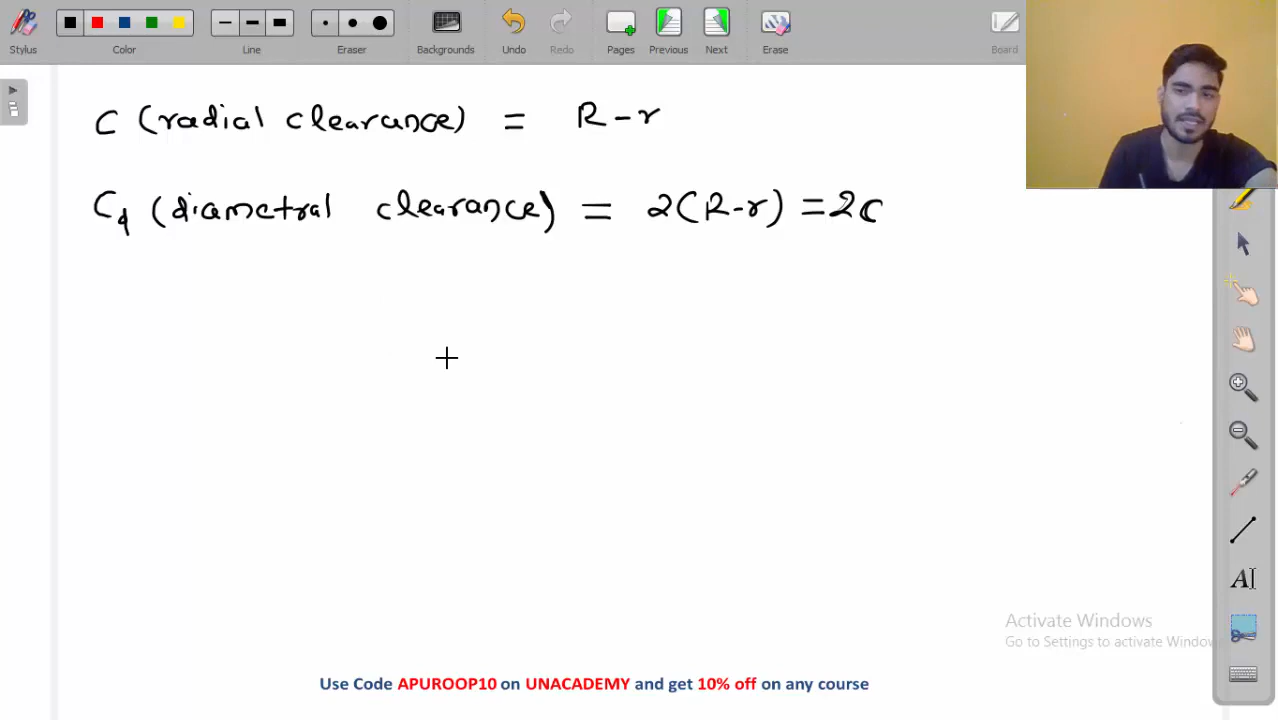 Stylus Color Line Eraser Backgrounds Undo Redo Pages Previous Next Erase Board
C (radial clearance) = R-r
Cd (diametral clearance) = 2(R-r) = 2C
A
Activate Windows
Go to Settings to activate Windows
Use Code APUROOP10 on UNACADEMY and get 10% off on any course